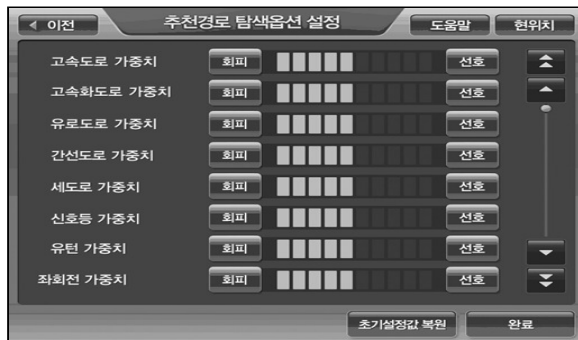 이전 추천경로 탐색옵션 설정 도움말 현위치
고속도로 가중치 회피 선호
고속화도로 가중치 회피 선호
유로도로 가중치 회피 선호
간선도로 가중치 회피 선호
세도로 가중치 회피 선호
신호등 가중치 회피 선호
유턴 가중치 회피 선호
좌회전 가중치 회피 선호
초기설정값 복원 완료